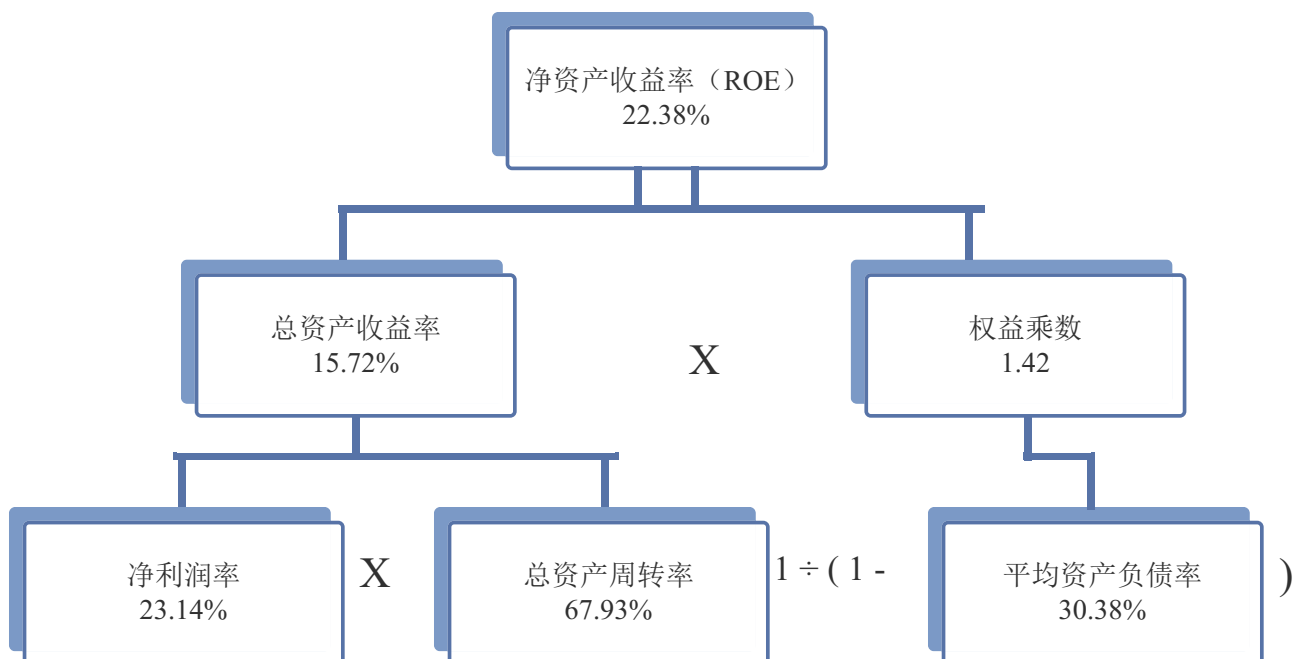 净资产收益率（ROE）
22.38%
总资产收益率
15.72%
X
权益乘数
1.42
净利润率
23.14%
X
总资产周转率
67.93%
1 ÷ ( 1 -
平均资产负债率
30.38%
)